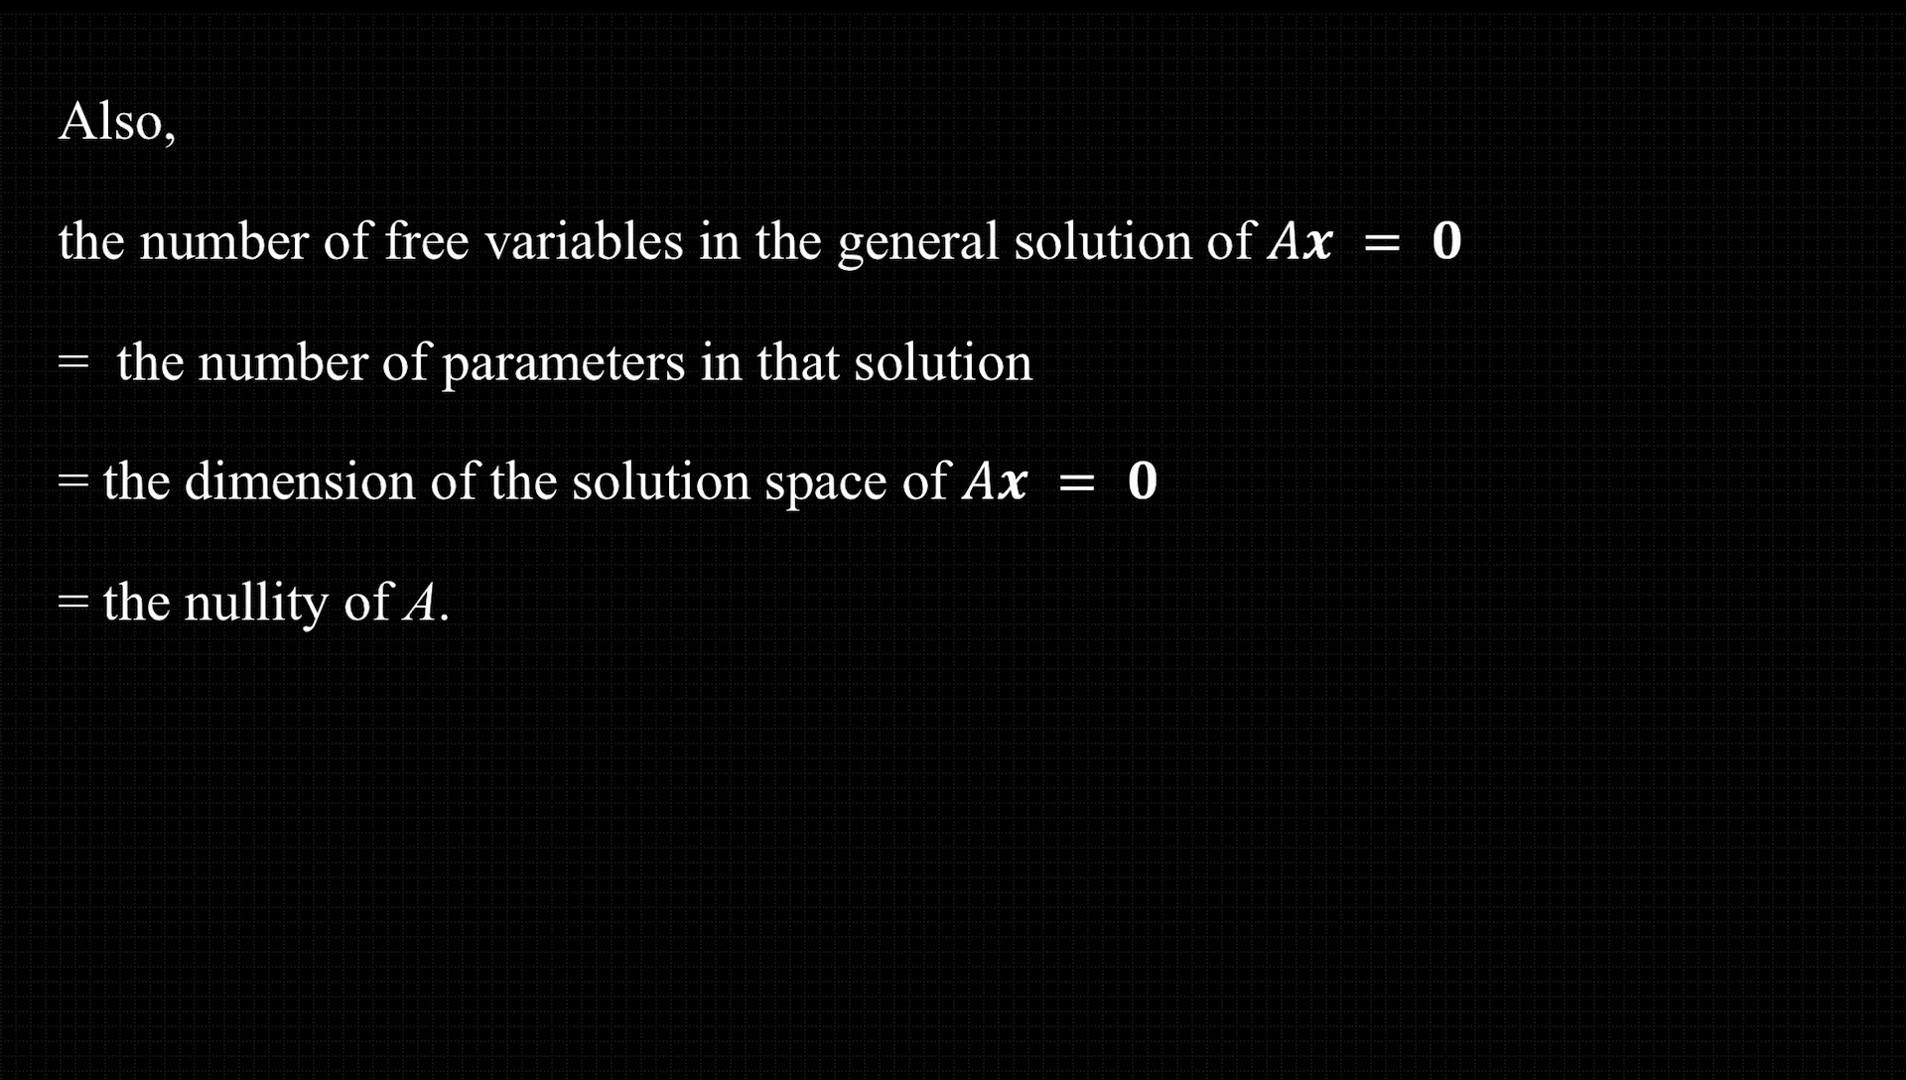 Also,
the number of free variables in the general solution of Ax = 0
= the number of parameters in that solution
= the dimension of the solution space of Ax = 0
= the nullity of A.